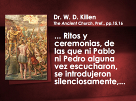 Dr. W. D. Killen
The Ancient Church, Pref., pp.15,16
... Ritos y
ceremonias, de
las que ni Pablo
ni Pedro alguna
vez escucharon,
se introdujeron
silenciosamente,...